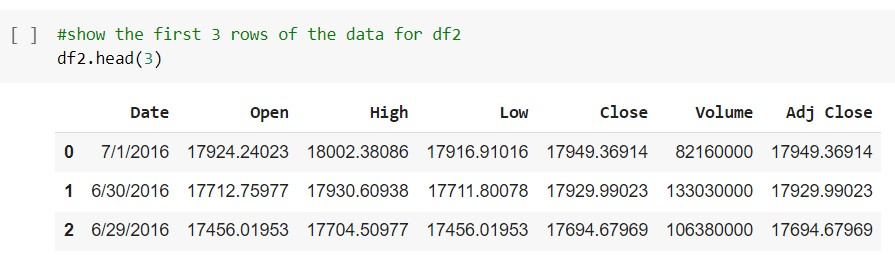 [ ] #show the first 3 rows of the data for df2
df2.head(3)
Date Open High Low Close Volume Adj Close
0 7/1/2016 17924.24023 18002.38086 17916.91016 17949.36914 82160000 17949.36914
1 6/30/2016 17712.75977 17930.60938 17711.80078 17929.99023 133030000 17929.99023
2 6/29/2016 17456.01953 17704.50977 17456.01953 17694.67969 106380000 17694.67969